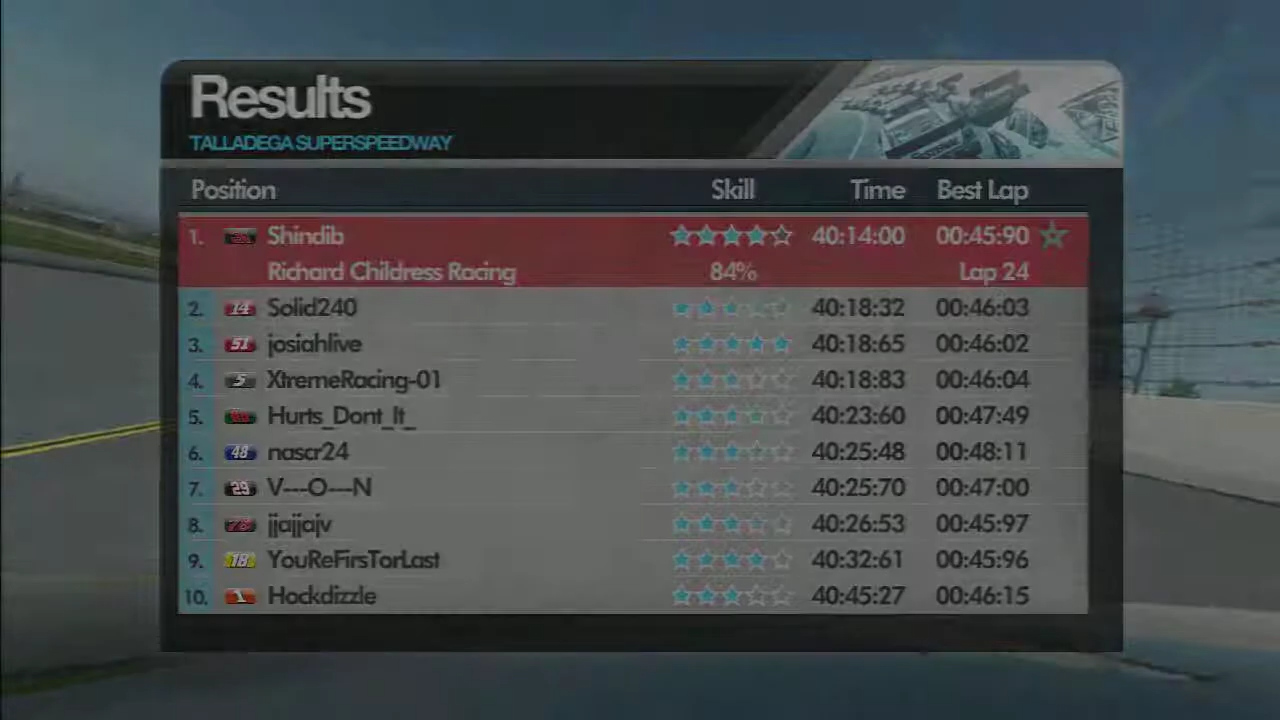 Results
TALLADEGA SUPERSPEEDWAY
Position Skill Time Best Lap
1. Shindib 40:14:00 00:45:90
Richard Childress Racing 84% Lap 24
2. 14 Solid240 40:18:32 00:46:03
3. 51 josiahlive 40:18:65 00:46:02
4. 5 XtremeRacing-01 40:18:83 00:46:04
5. Hurts_Dont_It_ 40:23:60 00:47:49
6. 48 nascr24 40:25:48 00:48:11
7. 29 V---O---N 40:25:70 00:47:00
8. 78 jjajjajv 40:26:53 00:45:97
9. 18 YouReFirsTorLast 40:32:61 00:45:96
10. 1 Hockdizzle 40:45:27 00:46:15